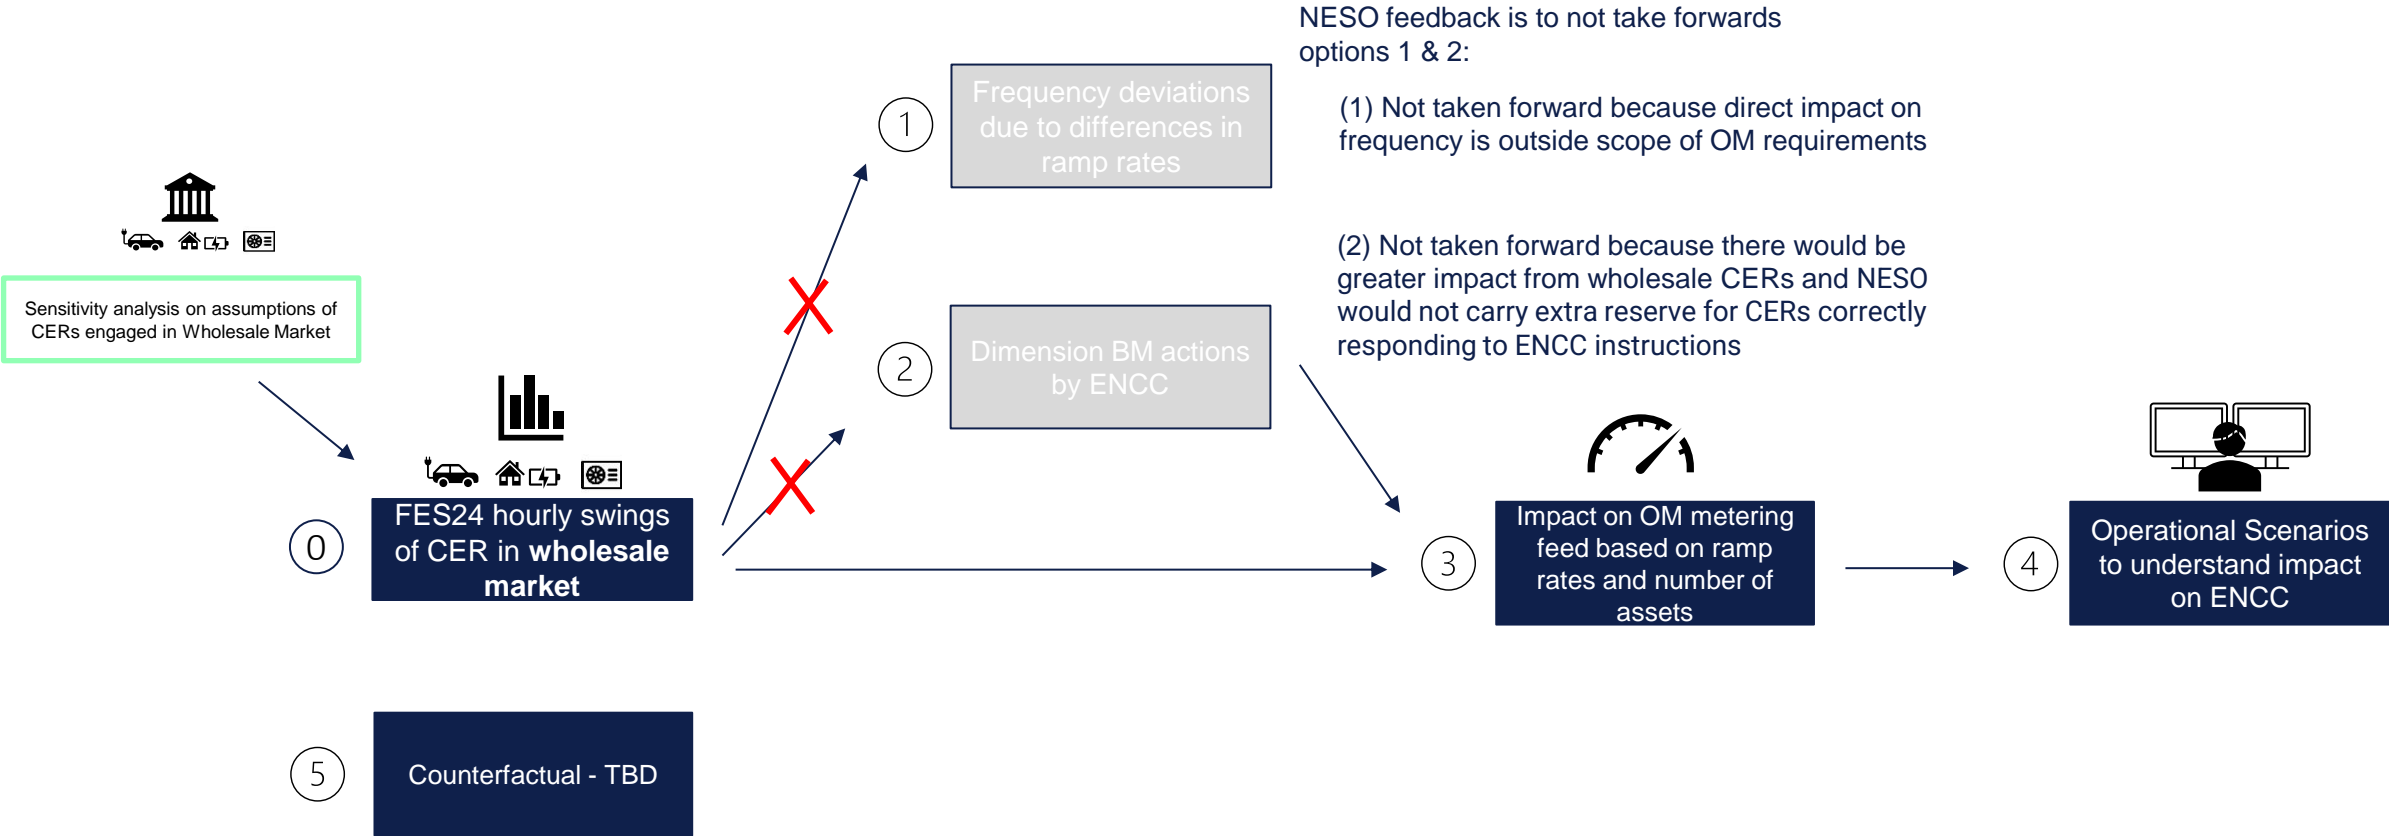 NESO feedback is to not take forwards
options 1 & 2:
1
Frequency deviations
due to differences in
ramp rates
(1) Not taken forward because direct impact on
frequency is outside scope of OM requirements
Sensitivity analysis on assumptions of
CERs engaged in Wholesale Market
2
Dimension BM actions
by ENCC
(2) Not taken forward because there would be
greater impact from wholesale CERs and NESO
would not carry extra reserve for CERs correctly
responding to ENCC instructions
0
FES24 hourly swings
of CER in wholesale
market
3
Impact on OM metering
feed based on ramp
rates and number of
assets
4
Operational Scenarios
to understand impact
on ENCC
5
Counterfactual - TBD